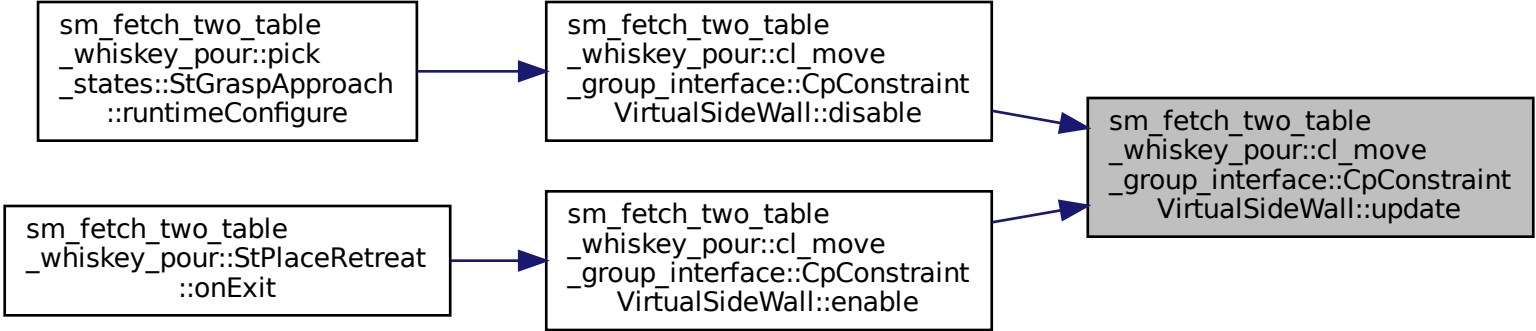 sm_fetch_two_table
_whiskey_pour::pick
_states::StGraspApproach
::runtimeConfigure
sm_fetch_two_table
_whiskey_pour::cl_move
_group_interface::CpConstraint
VirtualSideWall::disable
sm_fetch_two_table
_whiskey_pour::cl_move
_group_interface::CpConstraint
VirtualSideWall::update
sm_fetch_two_table
_whiskey_pour::StPlaceRetreat
::onExit
sm_fetch_two_table
_whiskey_pour::cl_move
_group_interface::CpConstraint
VirtualSideWall::enable